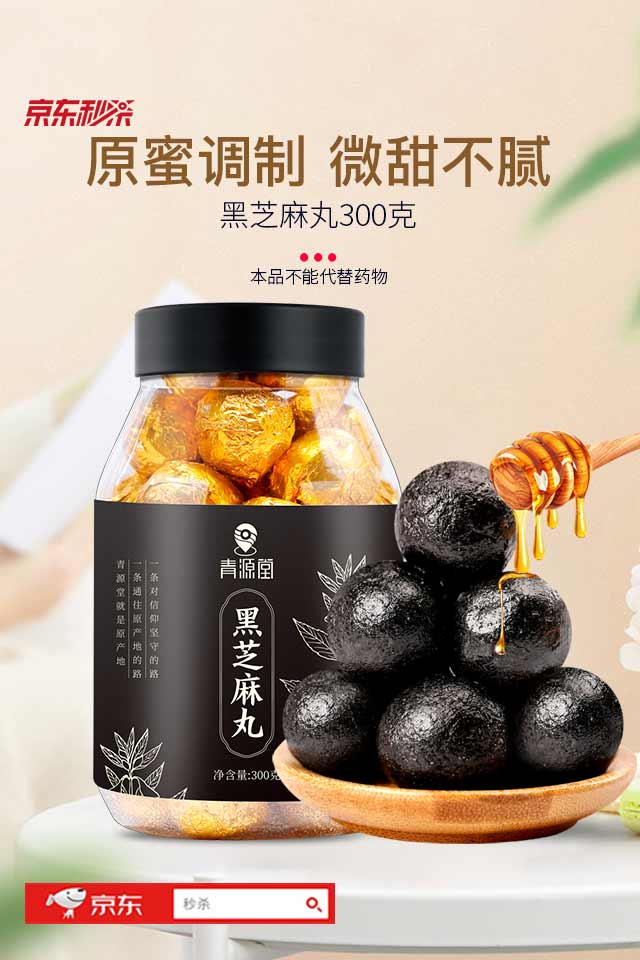 京东秒杀
原蜜调制 微甜不腻
黑芝麻丸300克
本品不能代替药物
青源堂
黑芝麻丸
一条对信仰坚守的路
一条通往原产地的路
青源堂就是原产地
净含量:300克
京东
秒杀